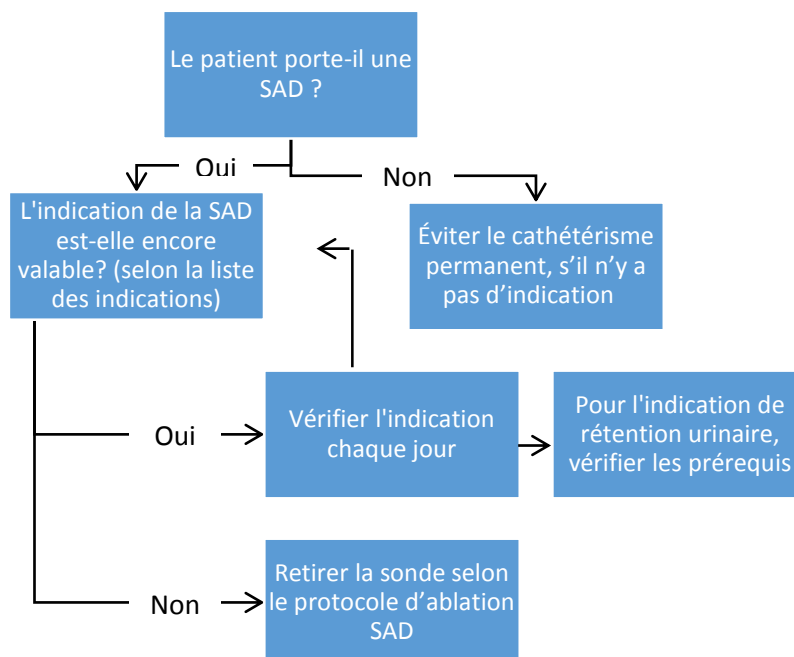 Le patient porte-il une
SAD ?
Oui
Non
L'indication de la SAD
est-elle encore
valable? (selon la liste
des indications)
Éviter le cathétérisme
permanent, s’il n’y a
pas d’indication
Oui
Vérifier l'indication
chaque jour
Pour l'indication de
rétention urinaire,
vérifier les prérequis
Non
Retirer la sonde selon
le protocole d’ablation
SAD